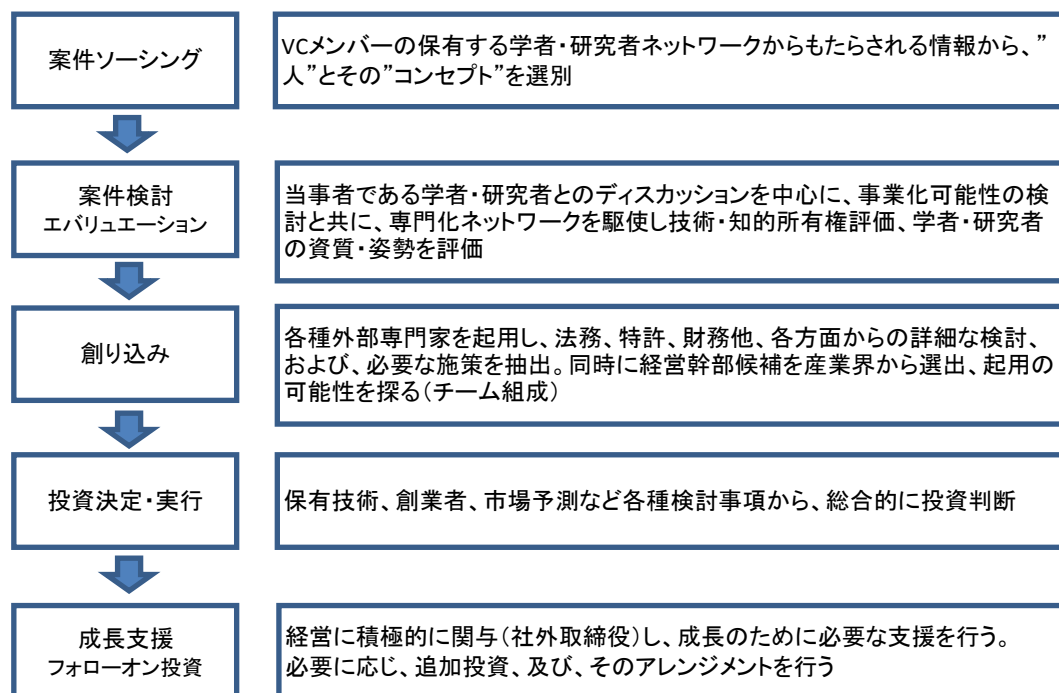 案件ソーシング
VCメンバーの保有する学者・研究者ネットワークからもたらされる情報から、”
人”とその”コンセプト”を選別
案件検討
エバリュエーション
当事者である学者・研究者とのディスカッションを中心に、事業化可能性の検
討と共に、専門化ネットワークを駆使し技術・知的所有権評価、学者・研究者
の資質・姿勢を評価
創り込み
各種外部専門家を起用し、法務、特許、財務他、各方面からの詳細な検討、
および、必要な施策を抽出。同時に経営幹部候補を産業界から選出、起用の
可能性を探る（チーム組成）
投資決定・実行
保有技術、創業者、市場予測など各種検討事項から、総合的に投資判断
成長支援
フォローオン投資
経営に積極的に関与（社外取締役）し、成長のために必要な支援を行う。
必要に応じ、追加投資、及び、そのアレンジメントを行う